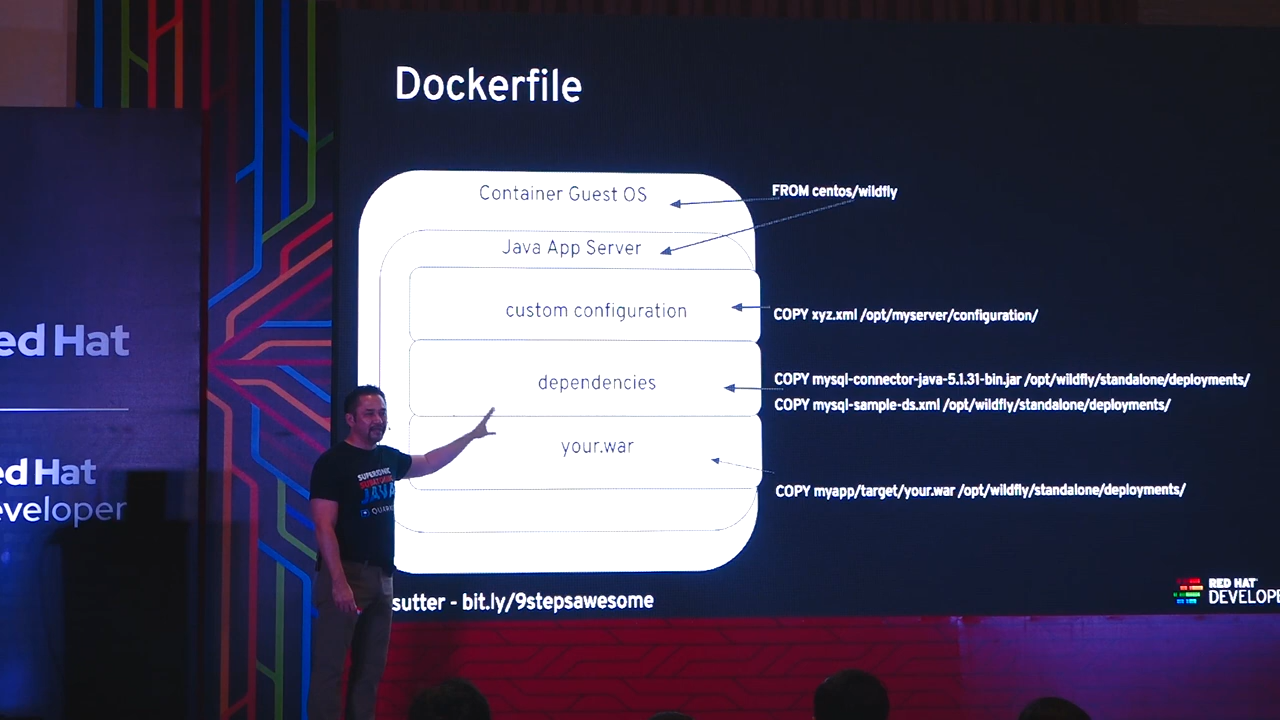 Dockerfile
Container Guest OS
FROM centos/wildfly
Java App Server
custom configuration
COPY xyz.xml /opt/myserver/configuration/
dependencies
COPY mysql-connector-java-5.1.31-bin.jar /opt/wildfly/standalone/deployments/
COPY mysql-sample-ds.xml /opt/wildfly/standalone/deployments/
your.war
COPY myapp/target/your.war /opt/wildfly/standalone/deployments/
sutter - bit.ly/9stepsawesome
RED HAT
DEVELOPE
ed Hat
ed Hat
eveloper
SUPERSONIC
JAVA
QUARK